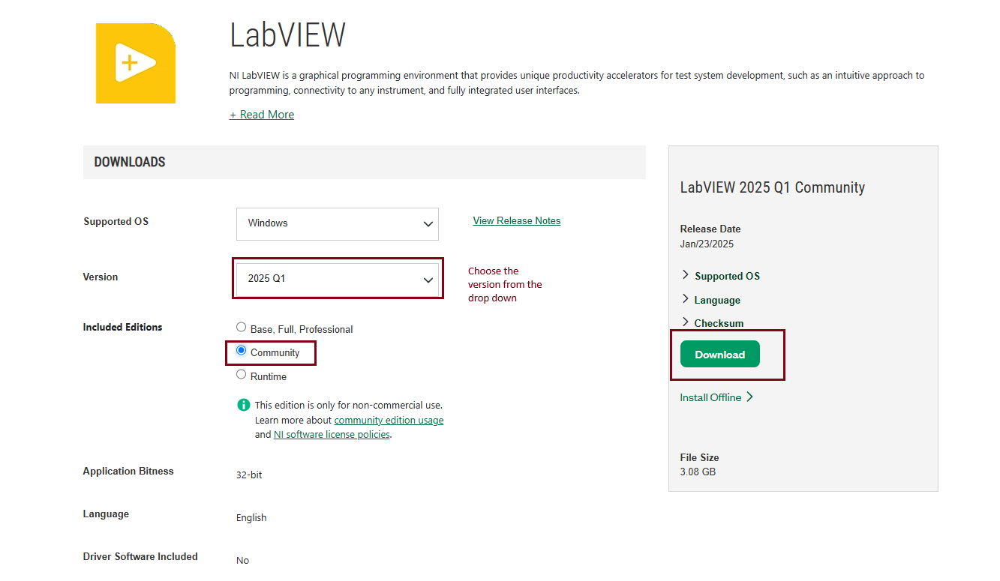 LabVIEW
NI LabVIEW is a graphical programming environment that provides unique productivity accelerators for test system development, such as an intuitive approach to
programming, connectivity to any instrument, and fully integrated user interfaces.
+ Read More
DOWNLOADS
Supported OS
Windows
View Release Notes
Version
2025 Q1
Choose the
version from the
drop down
Included Editions
Base, Full, Professional
Community
Runtime
This edition is only for non-commercial use.
Learn more about community edition usage
and NI software license policies.
Application Bitness
32-bit
Language
English
Driver Software Included
No
LabVIEW 2025 Q1 Community
Release Date
Jan/23/2025
Supported OS
Language
Checksum
Download
Install Offline
File Size
3.08 GB